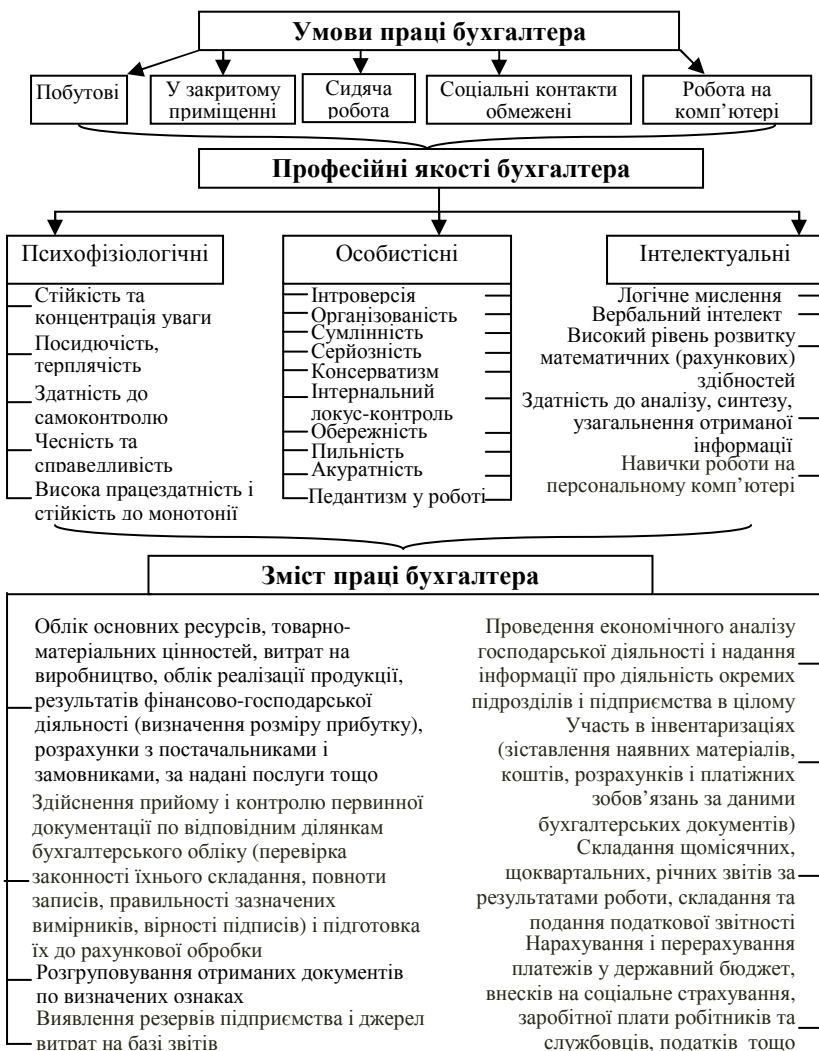 Умови праці бухгалтера
Побутові
У закритому
приміщенні
Сидяча
робота
Соціальні контакти
обмежені
Робота на
комп’ютері
Професійні якості бухгалтера
Психофізіологічні
Стійкість та
концентрація уваги
Посидючість,
терплячість
Здатність до
самоконтролю
Чесність та
справедливість
Висока працездатність і
стійкість до монотонії
Особистісні
Інтроверсія
Організованість
Сумлінність
Серйозність
Консерватизм
Інтернальний
локус-контроль
Обережність
Пильність
Акуратність
Педантизм у роботі
Інтелектуальні
Логічне мислення
Вербальний інтелект
Високий рівень розвитку
математичних (рахункових)
здібностей
Здатність до аналізу, синтезу,
узагальнення отриманої
інформації
Навички роботи на
персональному комп’ютері
Зміст праці бухгалтера
Облік основних ресурсів, товарно-
матеріальних цінностей, витрат на
виробництво, облік реалізації продукції,
результатів фінансово-господарської
діяльності (визначення розміру прибутку),
розрахунки з постачальниками і
замовниками, за надані послуги тощо
Здійснення прийому і контролю первинної
документації по відповідним ділянкам
бухгалтерського обліку (перевірка
законності їхнього складання, повноти
записів, правильності зазначених
вимірників, вірності підписів) і підготовка
їх до рахункової обробки
Розгруповування отриманих документів
по визначених ознаках
Виявлення резервів підприємства і джерел
витрат на базі звітів
Проведення економічного аналізу
господарської діяльності і надання
інформації про діяльність окремих
підрозділів і підприємства в цілому
Участь в інвентаризаціях
(зіставлення наявних матеріалів,
коштів, розрахунків і платіжних
зобов’язань за даними
бухгалтерських документів)
Складання щомісячних,
щоквартальних, річних звітів за
результатами роботи, складання та
подання податкової звітності
Нарахування і перерахування
платежів у державний бюджет,
внесків на соціальне страхування,
заробітної плати робітників та
службовців, податків тощо